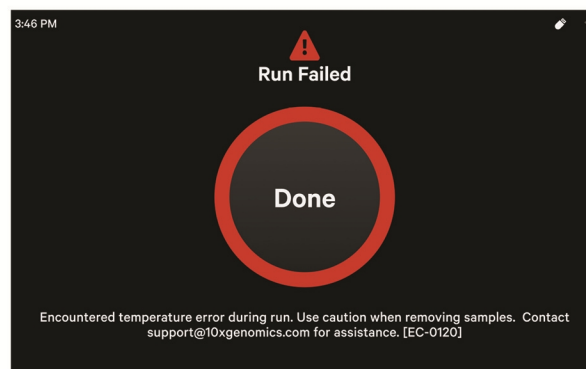 3:46 PM
Run Failed
Done
Encountered temperature error during run. Use caution when removing samples.  Contact
support@10xgenomics.com for assistance. [EC-0120]